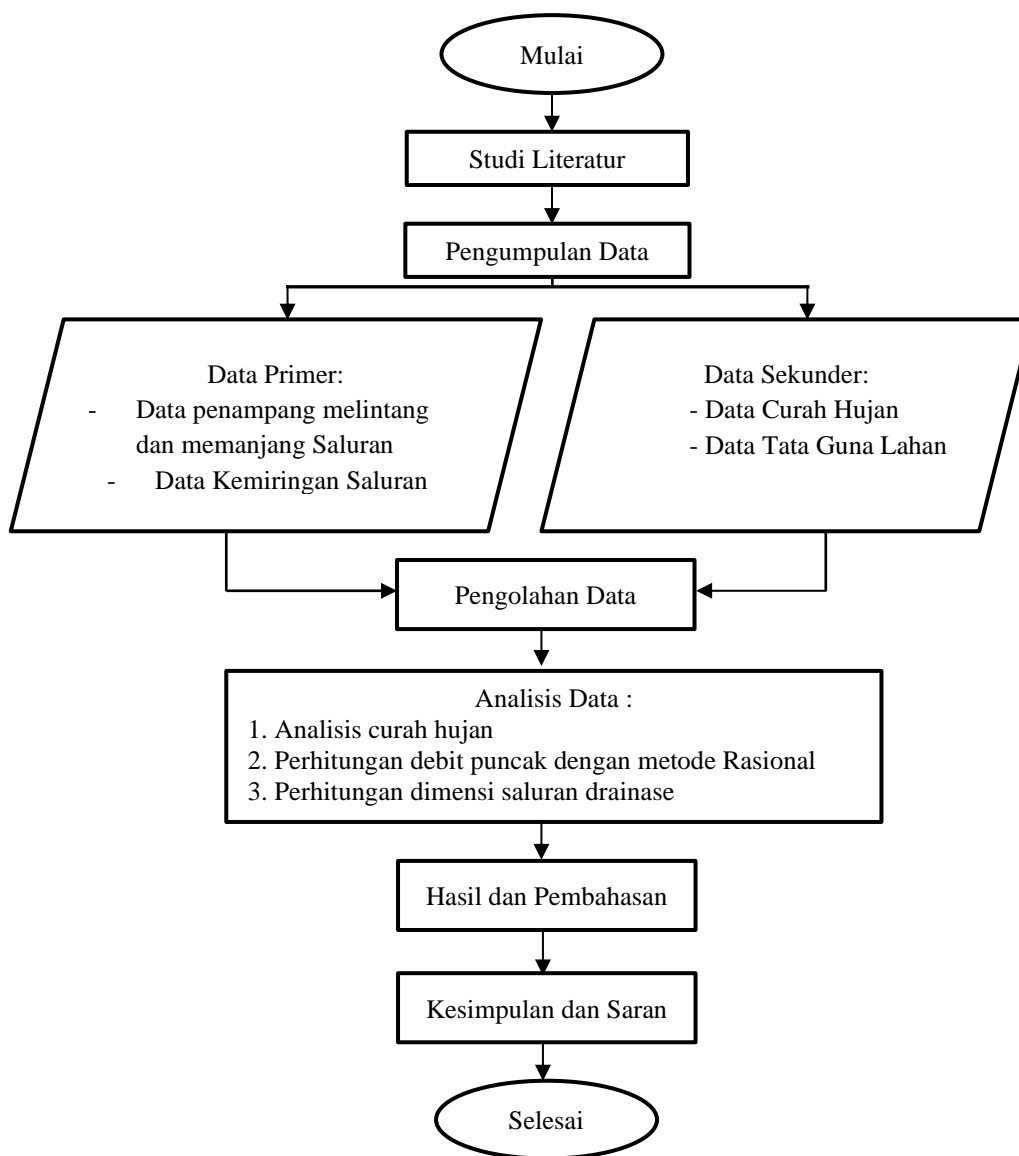 Mulai
Studi Literatur
Pengumpulan Data
Data Primer:
- Data penampang melintang
dan memanjang Saluran
- Data Kemiringan Saluran
Data Sekunder:
- Data Curah Hujan
- Data Tata Guna Lahan
Pengolahan Data
Analisis Data :
1. Analisis curah hujan
2. Perhitungan debit puncak dengan metode Rasional
3. Perhitungan dimensi saluran drainase
Hasil dan Pembahasan
Kesimpulan dan Saran
Selesai